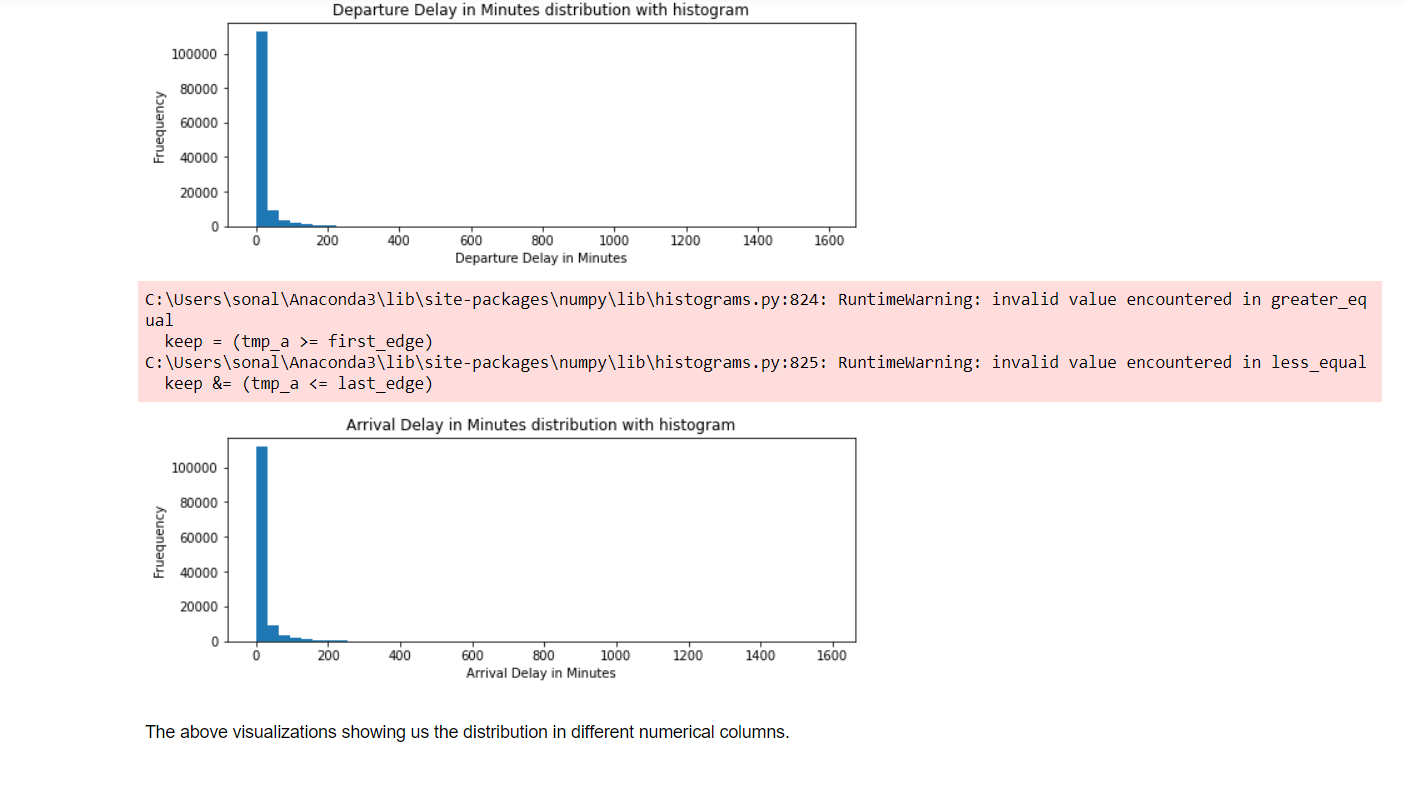 Departure Delay in Minutes distribution with histogram
100000
80000
60000
40000
20000
0
Fruequency
0 200 400 600 800 1000 1200 1400 1600
Departure Delay in Minutes
C:\Users\sonal\Anaconda3\lib\site-packages\numpy\lib\histograms.py:824: RuntimeWarning: invalid value encountered in greater_eq
ual
  keep = (tmp_a >= first_edge)
C:\Users\sonal\Anaconda3\lib\site-packages\numpy\lib\histograms.py:825: RuntimeWarning: invalid value encountered in less_equal
  keep &= (tmp_a <= last_edge)
Arrival Delay in Minutes distribution with histogram
100000
80000
60000
40000
20000
0
Fruequency
0 200 400 600 800 1000 1200 1400 1600
Arrival Delay in Minutes
The above visualizations showing us the distribution in different numerical columns.